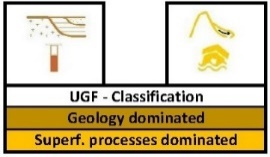 UGF - Classification
Geology dominated
Superf. processes dominated